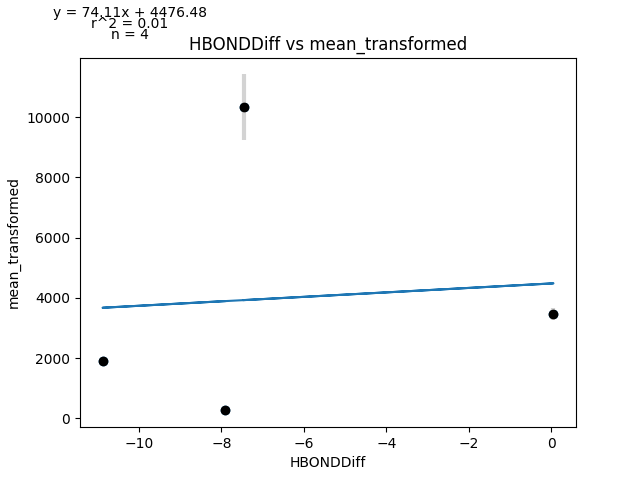 y = 74.11x + 4476.48
r^2 = 0.01
n = 4
HBONDDiff vs mean_transformed
mean_transformed
10000
8000
6000
4000
2000
0
−10
−8
−6
−4
−2
0
HBONDDiff